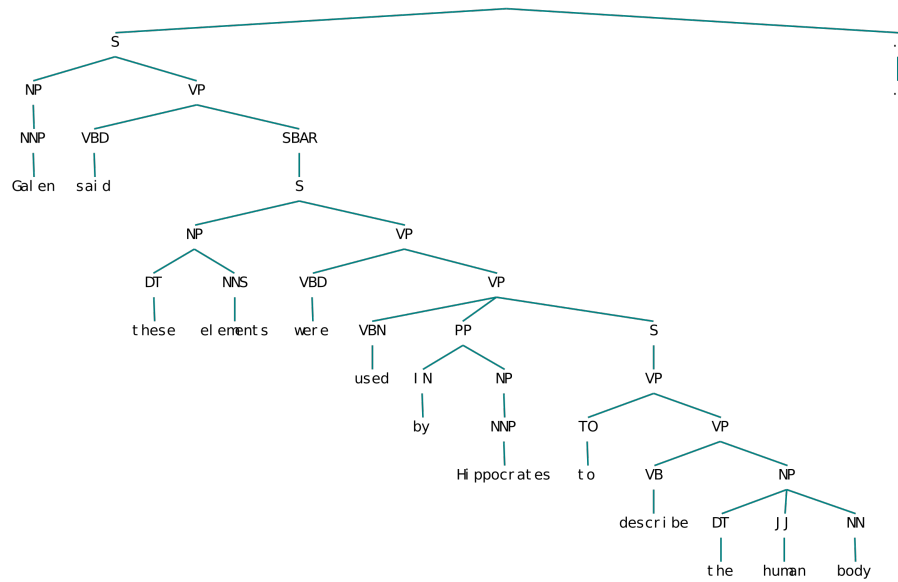 S
NP VP
NNP VBD SBAR
Galen said S
NP VP
DT NNS VBD VP
these elements were VBN PP S
used IN NP VP
by NNP TO VP
Hippocrates to VB NP
describe DT JJ NN
the human body